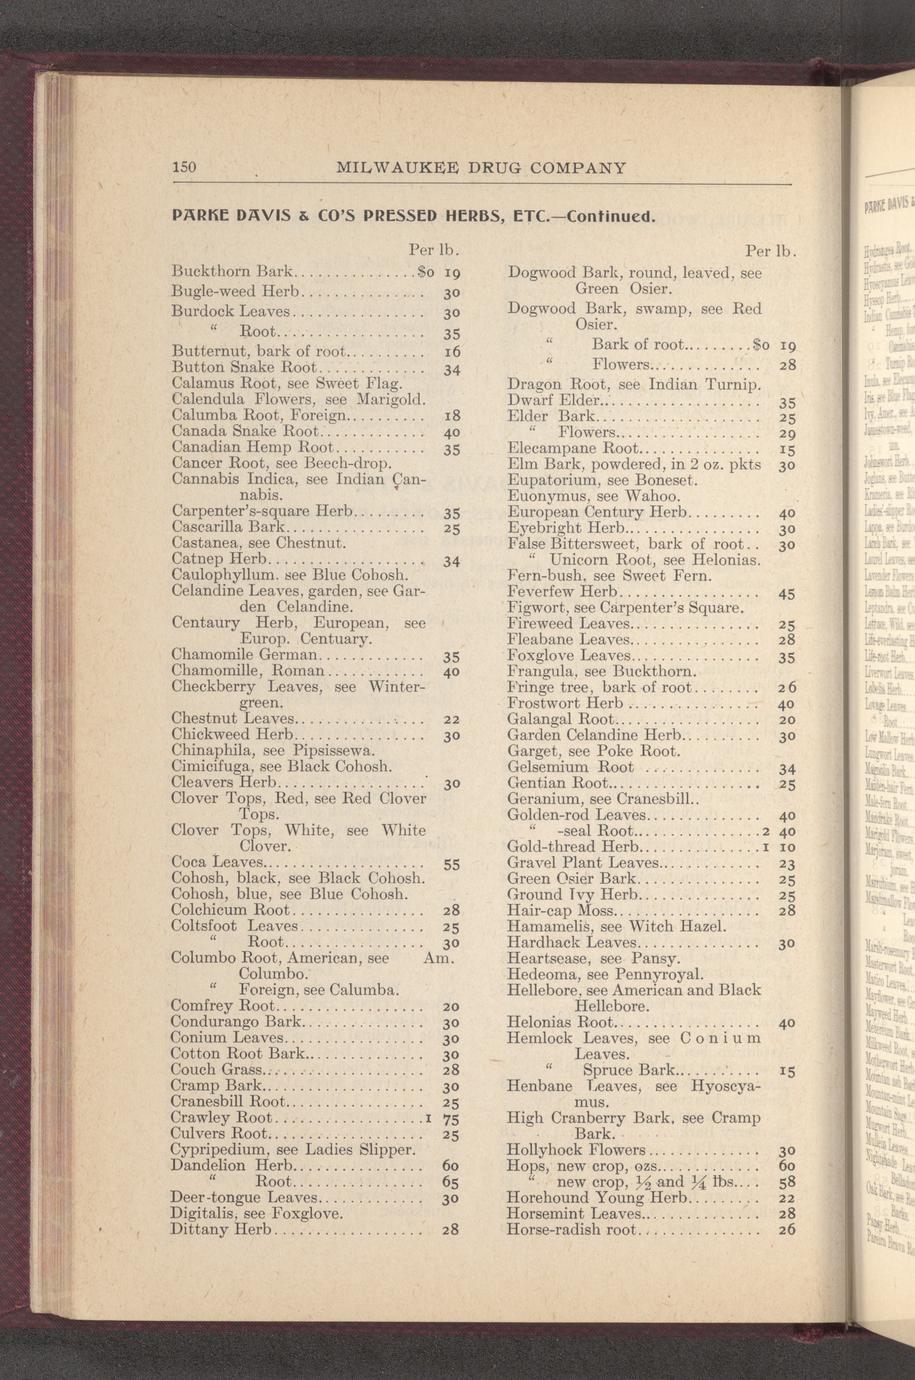 150 MILWAUKEE DRUG COMPANY
PARKE DAVIS & CO'S PRESSED HERBS, ETC.—Continued.
Per lb.
Buckthorn Bark...............$0 19
Bugle-weed Herb............... 30
Burdock Leaves................ 30
" Root.................. 35
Butternut, bark of root.......... 16
Button Snake Root............. 34
Calamus Root, see Sweet Flag.
Calendula Flowers, see Marigold.
Calumba Root, Foreign.......... 18
Canada Snake Root............. 40
Canadian Hemp Root........... 35
Cancer Root, see Beech-drop.
Cannabis Indica, see Indian Can-
nabis.
Carpenter's-square Herb......... 35
Cascarilla Bark................. 25
Castanea, see Chestnut.
Catnep Herb................... 34
Caulophyllum. see Blue Cohosh.
Celandine Leaves, garden, see Gar-
den Celandine.
Centaury Herb, European, see
Europ. Centuary.
Chamomile German............. 35
Chamomille, Roman............ 40
Checkberry Leaves, see Winter-
green.
Chestnut Leaves................ 22
Chickweed Herb................ 30
Chinaphila, see Pipsissewa.
Cimicifuga, see Black Cohosh.
Cleavers Herb.................. 30
Clover Tops, Red, see Red Clover
Tops.
Clover Tops, White, see White
Clover.
Coca Leaves.................... 55
Cohosh, black, see Black Cohosh.
Cohosh, blue, see Blue Cohosh.
Colchicum Root................ 28
Coltsfoot Leaves............... 25
" Root................. 30
Columbo Root, American, see Am.
Columbo.
" Foreign, see Calumba.
Comfrey Root.................. 20
Condurango Bark............... 30
Conium Leaves................. 30
Cotton Root Bark............... 30
Couch Grass.................... 28
Cramp Bark.................... 30
Cranesbill Root................. 25
Crawley Root..................1 75
Culvers Root................... 25
Cypripedium, see Ladies Slipper.
Dandelion Herb................ 60
" Root................ 65
Deer-tongue Leaves............. 30
Digitalis, see Foxglove.
Dittany Herb.................. 28
Per lb.
Dogwood Bark, round, leaved, see
Green Osier.
Dogwood Bark, swamp, see Red
Osier.
" Bark of root........$0 19
" Flowers............. 28
Dragon Root, see Indian Turnip.
Dwarf Elder.................... 35
Elder Bark.................... 25
" Flowers................. 29
Elecampane Root............... 15
Elm Bark, powdered, in 2 oz. pkts 30
Eupatorium, see Boneset.
Euonymus, see Wahoo.
European Century Herb......... 40
Eyebright Herb................. 30
False Bittersweet, bark of root.. 30
" Unicorn Root, see Helonias.
Fern-bush, see Sweet Fern.
Feverfew Herb................. 45
Figwort, see Carpenter's Square.
Fireweed Leaves................ 25
Fleabane Leaves................ 28
Foxglove Leaves................ 35
Frangula, see Buckthorn.
Fringe tree, bark of root........ 26
Frostwort Herb................ 40
Galangal Root.................. 20
Garden Celandine Herb......... 30
Garget, see Poke Root.
Gelsemium Root .............. 34
Gentian Root.................. 25
Geranium, see Cranesbill..
Golden-rod Leaves.............. 40
" -seal Root...............2 40
Gold-thread Herb..............1 10
Gravel Plant Leaves............ 23
Green Osier Bark............... 25
Ground Ivy Herb............... 25
Hair-cap Moss.................. 28
Hamamelis, see Witch Hazel.
Hardhack Leaves............... 30
Heartsease, see Pansy.
Hedeoma, see Pennyroyal.
Hellebore, see American and Black
Hellebore.
Helonias Root.................. 40
Hemlock Leaves, see Conium
Leaves.
" Spruce Bark.......... 15
Henbane Leaves, see Hyoscya-
mus.
High Cranberry Bark, see Cramp
Bark.
Hollyhock Flowers............. 30
Hops, new crop, ozs............ 60
" new crop, ½ and ¼ lbs.... 58
Horehound Young Herb......... 22
Horsemint Leaves.............. 28
Horse-radish root............... 26
PARKE DAVIS &
Hydrangea Root,
Hyssop Herb